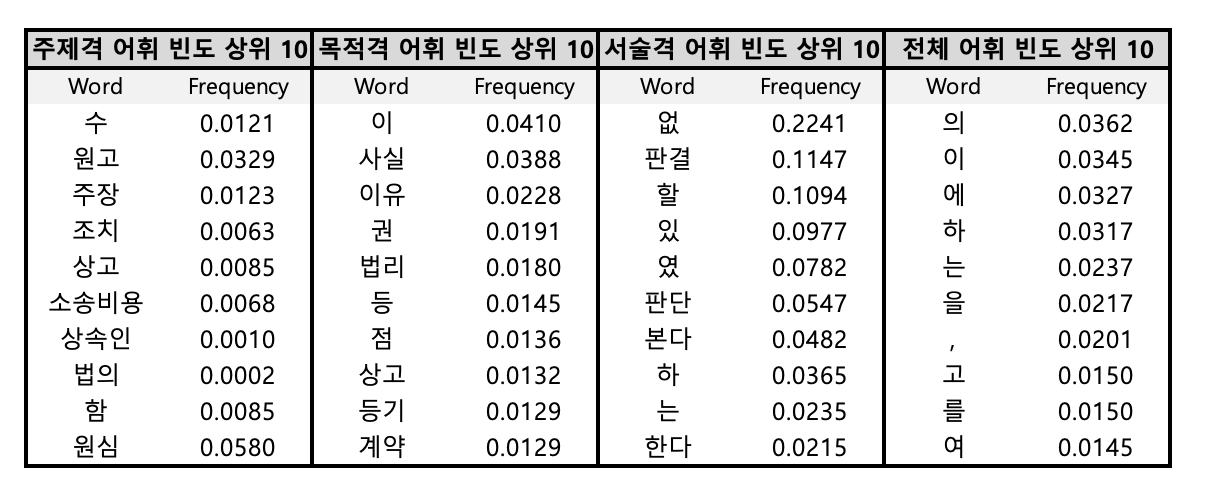 주제격 어휘 빈도 상위 10 목적격 어휘 빈도 상위 10 서술격 어휘 빈도 상위 10 전체 어휘 빈도 상위 10
Word Frequency Word Frequency Word Frequency Word Frequency
수 0.0121 이 0.0410 없 0.2241 의 0.0362
원고 0.0329 사실 0.0388 판결 0.1147 이 0.0345
주장 0.0123 이유 0.0228 할 0.1094 에 0.0327
조치 0.0063 권 0.0191 있 0.0977 하 0.0317
상고 0.0085 법리 0.0180 였 0.0782 는 0.0237
소송비용 0.0068 등 0.0145 판단 0.0547 을 0.0217
상속인 0.0010 점 0.0136 본다 0.0482 , 0.0201
법의 0.0002 상고 0.0132 하 0.0365 고 0.0150
함 0.0085 등기 0.0129 는 0.0235 를 0.0150
원심 0.0580 계약 0.0129 한다 0.0215 여 0.0145